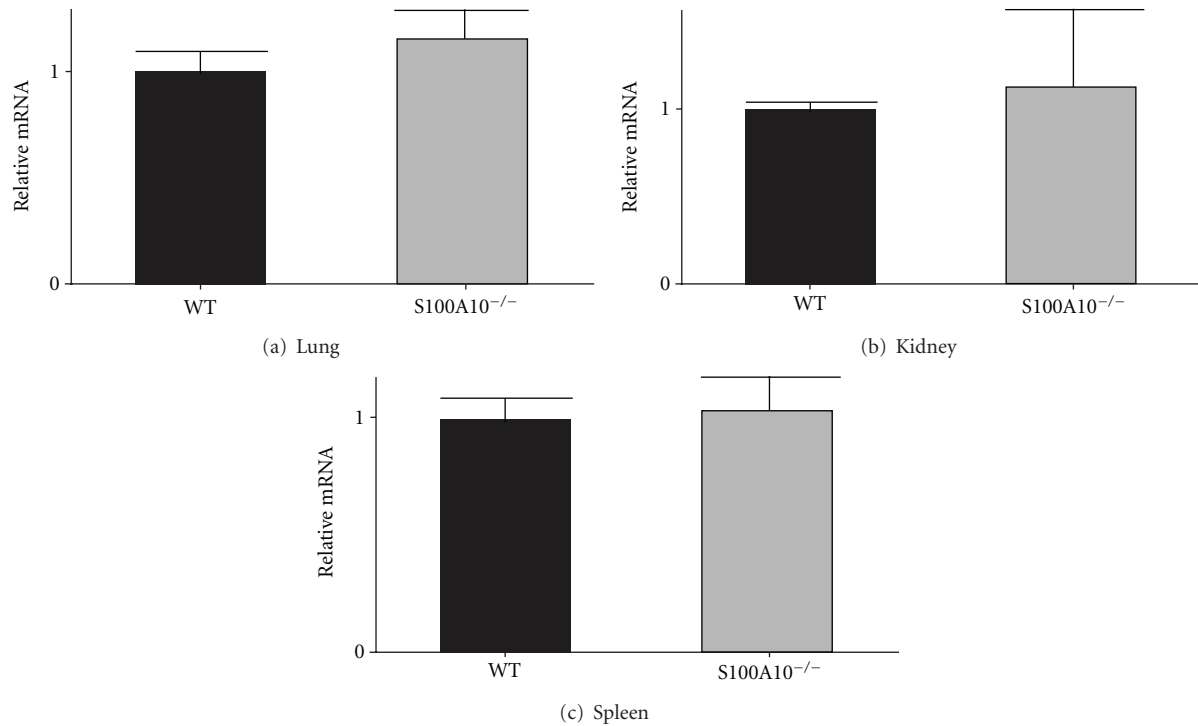 Relative mRNA
1
0
WT
S100A10−/−
(a) Lung
Relative mRNA
1
0
WT
S100A10−/−
(b) Kidney
Relative mRNA
1
0
WT
S100A10−/−
(c) Spleen